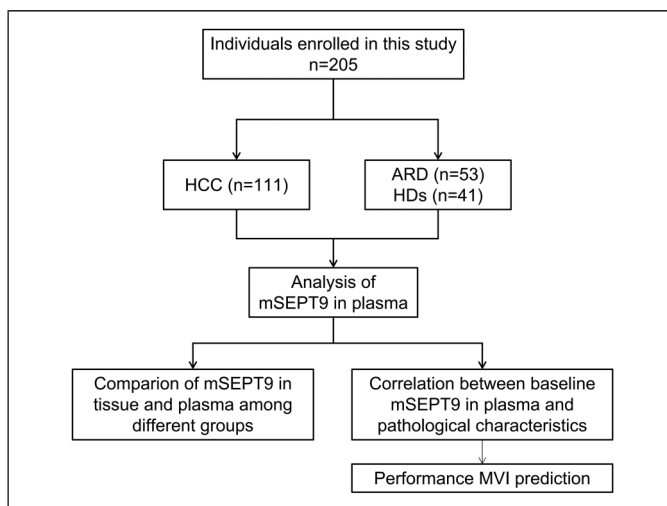 Individuals enrolled in this study
n=205
HCC (n=111)
ARD (n=53)
HDs (n=41)
Analysis of
mSEPT9 in plasma
Comparion of mSEPT9 in
tissue and plasma among
different groups
Correlation between baseline
mSEPT9 in plasma and
pathological characteristics
Performance MVI prediction